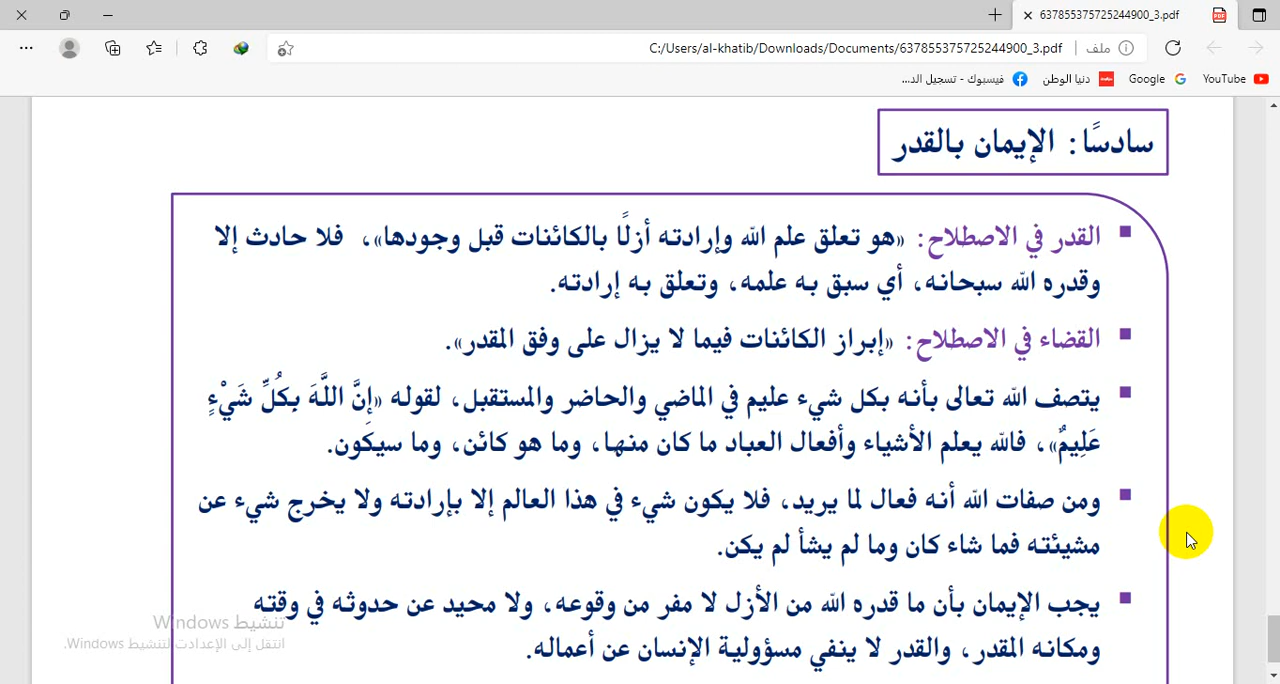 637855375725244900_3.pdf
C:/Users/al-khatib/Downloads/Documents/637855375725244900_3.pdf
ملف
YouTube
Google
دنيا الوطن
فيسبوك - تسجيل الد...
سادسًا: الإيمان بالقدر
القدر في الاصطلاح: «هو تعلق علم الله وإرادته أزلًا بالكائنات قبل وجودها»، فلا حادث إلا
وقدره الله سبحانه، أي سبق به علمه، وتعلق به إرادته.
القضاء في الاصطلاح: «إبراز الكائنات فيما لا يزال على وفق المقدر».
يتصف الله تعالى بأنه بكل شيء عليم في الماضي والحاضر والمستقبل، لقوله «إِنَّ اللَّهَ بِكُلِّ شَيْءٍ
عَلِيمٌ»، فالله يعلم الأشياء وأفعال العباد ما كان منها، وما هو كائن، وما سيكون.
ومن صفات الله أنه فعال لما يريد، فلا يكون شيء في هذا العالم إلا بإرادته ولا يخرج شيء عن
مشيئته فما شاء كان وما لم يشأ لم يكن.
يجب الإيمان بأن ما قدره الله من الأزل لا مفر من وقوعه، ولا محيد عن حدوثه في وقته
ومكانه المقدر، والقدر لا ينفي مسؤولية الإنسان عن أعماله.
تنشيط Windows
انتقل إلى الإعدادات لتنشيط Windows.